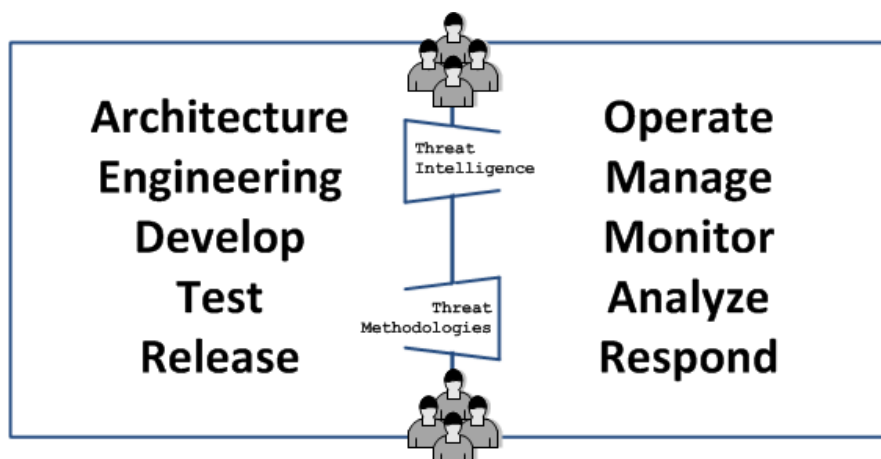 Architecture
Engineering
Develop
Test
Release
Threat
Intelligence
Threat
Methodologies
Operate
Manage
Monitor
Analyze
Respond